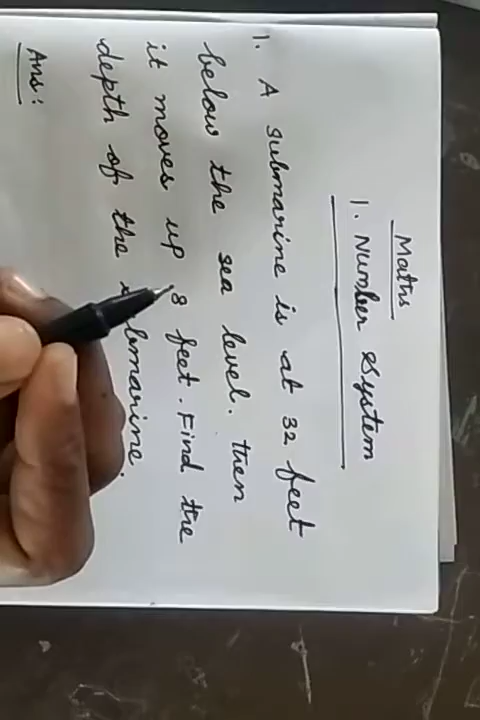 Maths
1. Number System
1. A submarine is at 32 feet
below the sea level. Then
it moves up 8 feet. Find the
depth of the submarine.
Ans: